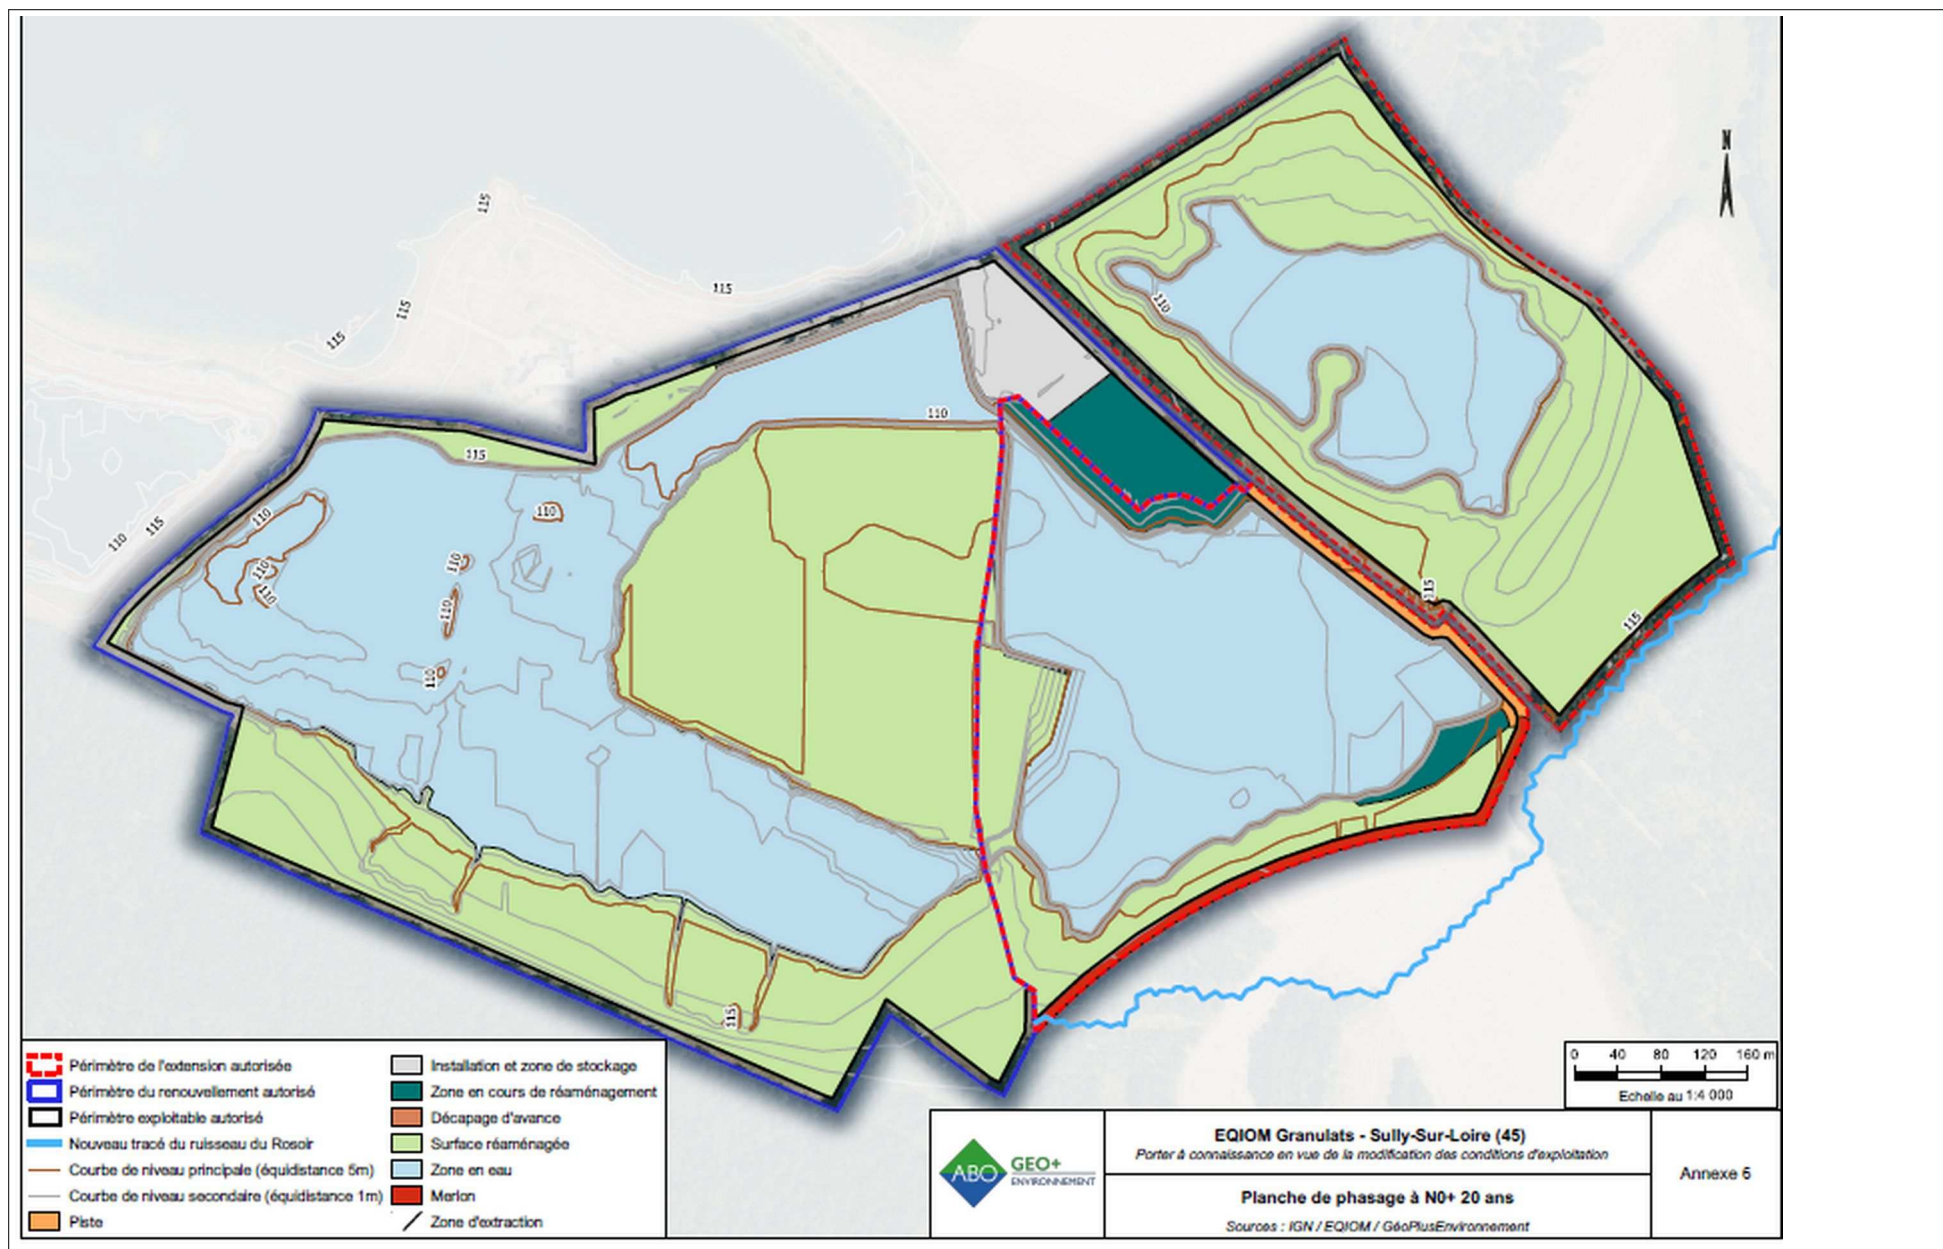 N
115
115
115
115
110
110
115
110
115
110
110
110
110
110
110
110
115
115
115
Périmètre de l'extension autorisée
Périmètre du renouvellement autorisé
Périmètre exploitable autorisé
Nouveau tracé du ruisseau du Rosoir
Courbe de niveau principale (équidistance 5m)
Courbe de niveau secondaire (équidistance 1m)
Piste
Installation et zone de stockage
Zone en cours de réaménagement
Décapage d'avance
Surface réaménagée
Zone en eau
Merlon
Zone d'extraction
0 40 80 120 160 m
Echelle au 1:4 000
ABO
GEO+
ENVIRONNEMENT
EQIOM Granulats - Sully-Sur-Loire (45)
Porter à connaissance en vue de la modification des conditions d'exploitation
Planche de phasage à N0+ 20 ans
Sources : IGN / EQIOM / GéoPlusEnvironnement
Annexe 6